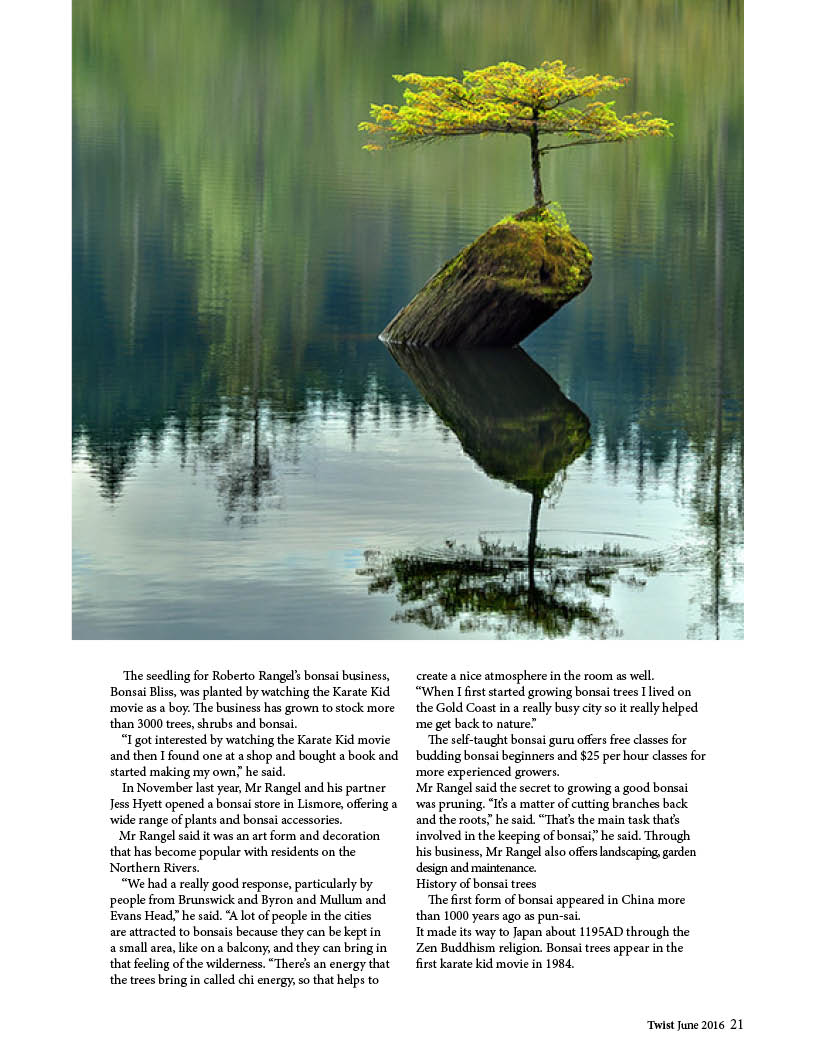 The seedling for Roberto Rangel's bonsai business,
Bonsai Bliss, was planted by watching the Karate Kid
movie as a boy. The business has grown to stock more
than 3000 trees, shrubs and bonsai.
“I got interested by watching the Karate Kid movie
and then I found one at a shop and bought a book and
started making my own,” he said.
In November last year, Mr Rangel and his partner
Jess Hyett opened a bonsai store in Lismore, offering a
wide range of plants and bonsai accessories.
Mr Rangel said it was an art form and decoration
that has become popular with residents on the
Northern Rivers.
“We had a really good response, particularly by
people from Brunswick and Byron and Mullum and
Evans Head,” he said. “A lot of people in the cities
are attracted to bonsais because they can be kept in
a small area, like on a balcony, and they can bring in
that feeling of the wilderness. “There's an energy that
the trees bring in called chi energy, so that helps to
create a nice atmosphere in the room as well.
“When I first started growing bonsai trees I lived on
the Gold Coast in a really busy city so it really helped
me get back to nature.”
The self-taught bonsai guru offers free classes for
budding bonsai beginners and $25 per hour classes for
more experienced growers.
Mr Rangel said the secret to growing a good bonsai
was pruning. “It's a matter of cutting branches back
and the roots,” he said. “That's the main task that's
involved in the keeping of bonsai,” he said. Through
his business, Mr Rangel also offers landscaping, garden
design and maintenance.
History of bonsai trees
The first form of bonsai appeared in China more
than 1000 years ago as pun-sai.
It made its way to Japan about 1195AD through the
Zen Buddhism religion. Bonsai trees appear in the
first karate kid movie in 1984.
Twist June 2016 21